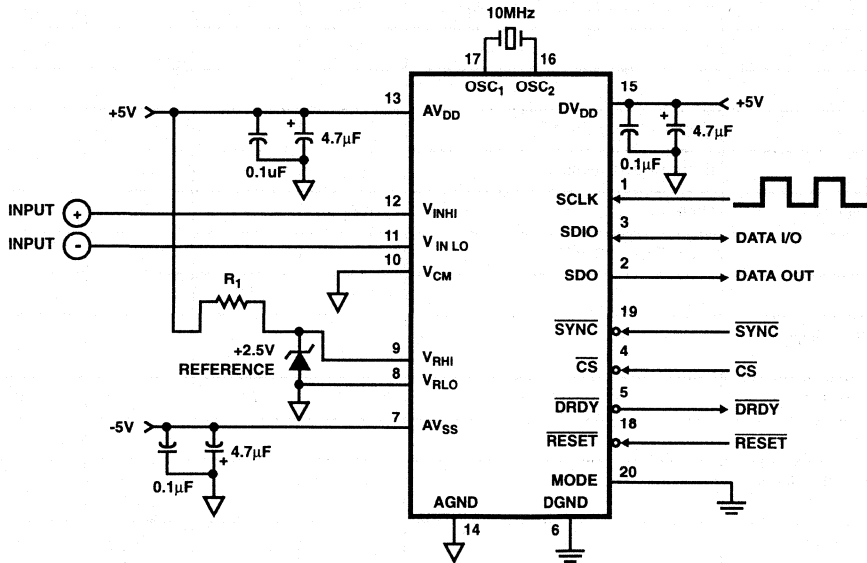 10MHz
17 16
OSC1 OSC2
+5V 13 AVDD
0.1uF + 4.7µF
DVDD 15 +5V
0.1µF + 4.7µF
INPUT + 12 VINHI
INPUT - 11 VIN LO
10 VCM
SCLK 1
SDIO 3 DATA I/O
SDO 2 DATA OUT
R1
+2.5V
REFERENCE
9 VRHI
8 VRLO
SYNC 19 SYNC
CS 4 CS
DRDY 5 DRDY
RESET 18 RESET
-5V 7 AVSS
0.1µF 4.7µF +
MODE 20
AGND DGND
14 6